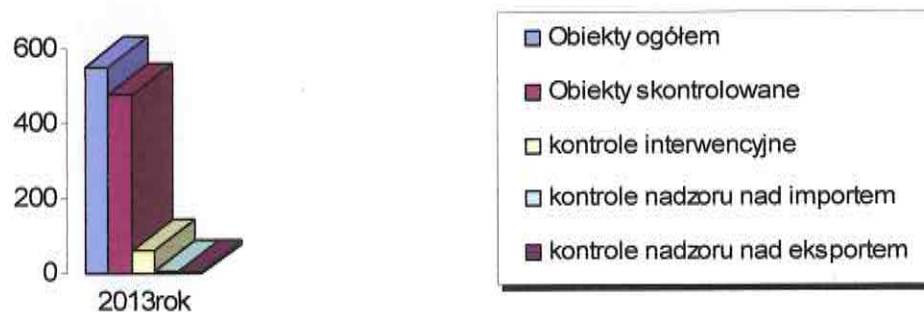 600
400
200
0
2013rok
Obiekty ogółem
Obiekty skontrolowane
kontrole interwencyjne
kontrole nadzoru nad importem
kontrole nadzoru nad eksportem